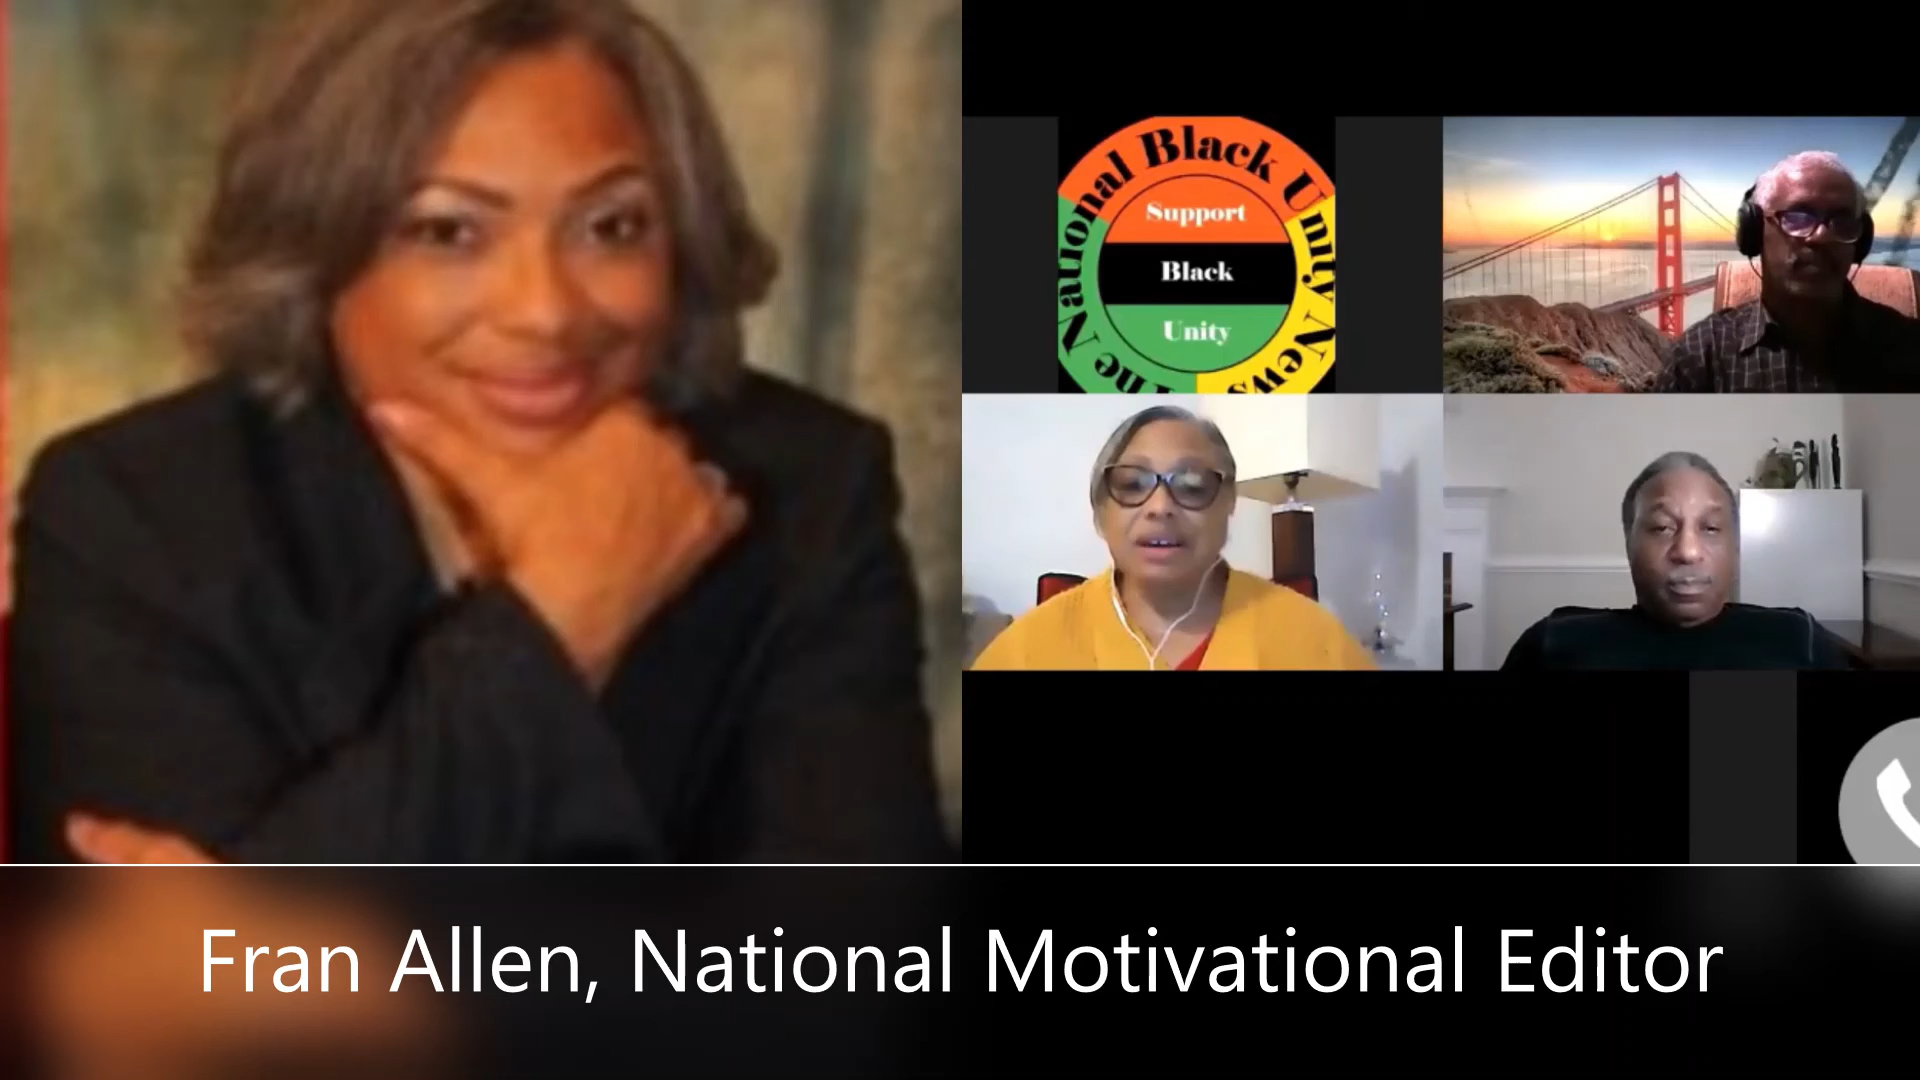 The National Black Unity News
Support
Black
Unity
Fran Allen, National Motivational Editor